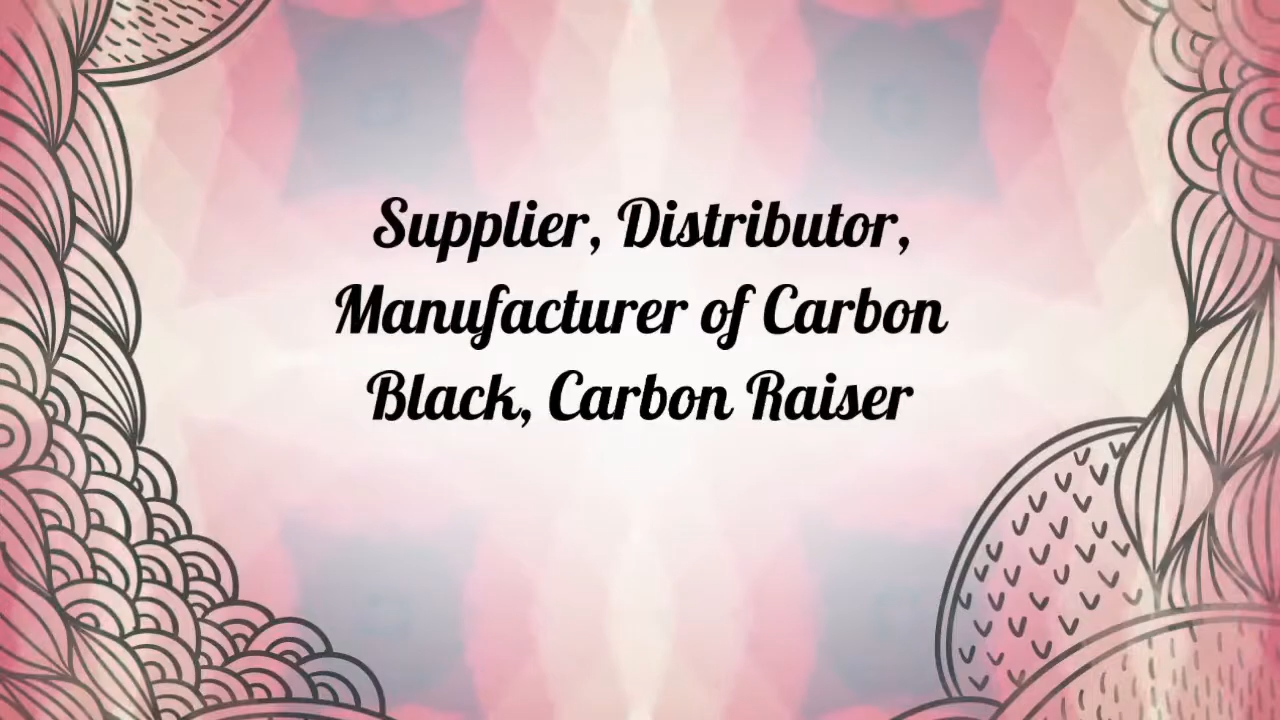 Supplier, Distributor,
Manufacturer of Carbon
Black, Carbon Raiser